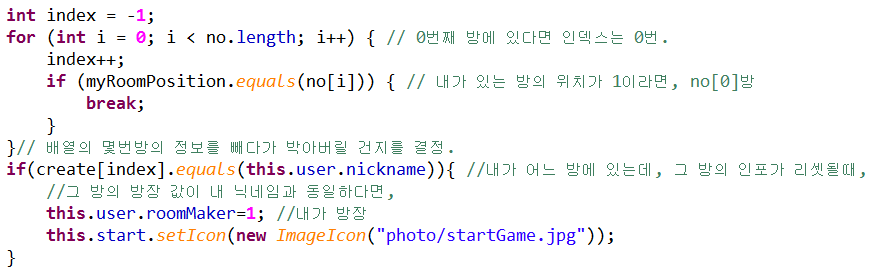 int index = -1;
for (int i = 0; i < no.length; i++) { // 0번째 방에 있다면 인덱스는 0번.
index++;
if (myRoomPosition.equals(no[i])) { // 내가 있는 방의 위치가 1이라면, no[0]방
break;
}
}// 배열의 몇번방의 정보를 빼다가 박아버릴 건지를 결정.
if(create[index].equals(this.user.nickname)){ //내가 어느 방에 있는데, 그 방의 인포가 리셋될때,
//그 방의 방장 값이 내 닉네임과 동일하다면,
this.user.roomMaker=1; //내가 방장
this.start.setIcon(new ImageIcon("photo/startGame.jpg"));
}